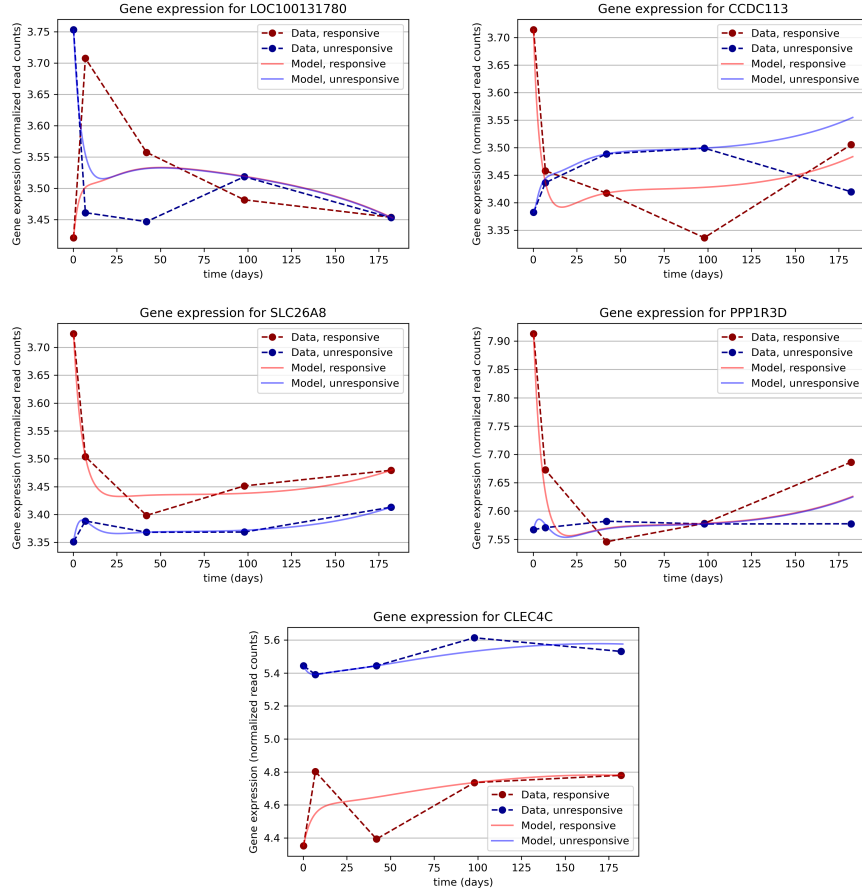 Gene expression for LOC100131780
Gene expression (normalized read counts)
3.75
3.70
3.65
3.60
3.55
3.50
3.45
Data, responsive
Data, unresponsive
Model, responsive
Model, unresponsive
0 25 50 75 100 125 150 175
time (days)
Gene expression for CCDC113
Gene expression (normalized read counts)
3.70
3.65
3.60
3.55
3.50
3.45
3.40
3.35
Data, responsive
Data, unresponsive
Model, responsive
Model, unresponsive
0 25 50 75 100 125 150 175
time (days)
Gene expression for SLC26A8
Gene expression (normalized read counts)
3.70
3.65
3.60
3.55
3.50
3.45
3.40
3.35
Data, responsive
Data, unresponsive
Model, responsive
Model, unresponsive
0 25 50 75 100 125 150 175
time (days)
Gene expression for PPP1R3D
Gene expression (normalized read counts)
7.90
7.85
7.80
7.75
7.70
7.65
7.60
7.55
Data, responsive
Data, unresponsive
Model, responsive
Model, unresponsive
0 25 50 75 100 125 150 175
time (days)
Gene expression for CLEC4C
Gene expression (normalized read counts)
5.6
5.4
5.2
5.0
4.8
4.6
4.4
Data, responsive
Data, unresponsive
Model, responsive
Model, unresponsive
0 25 50 75 100 125 150 175
time (days)